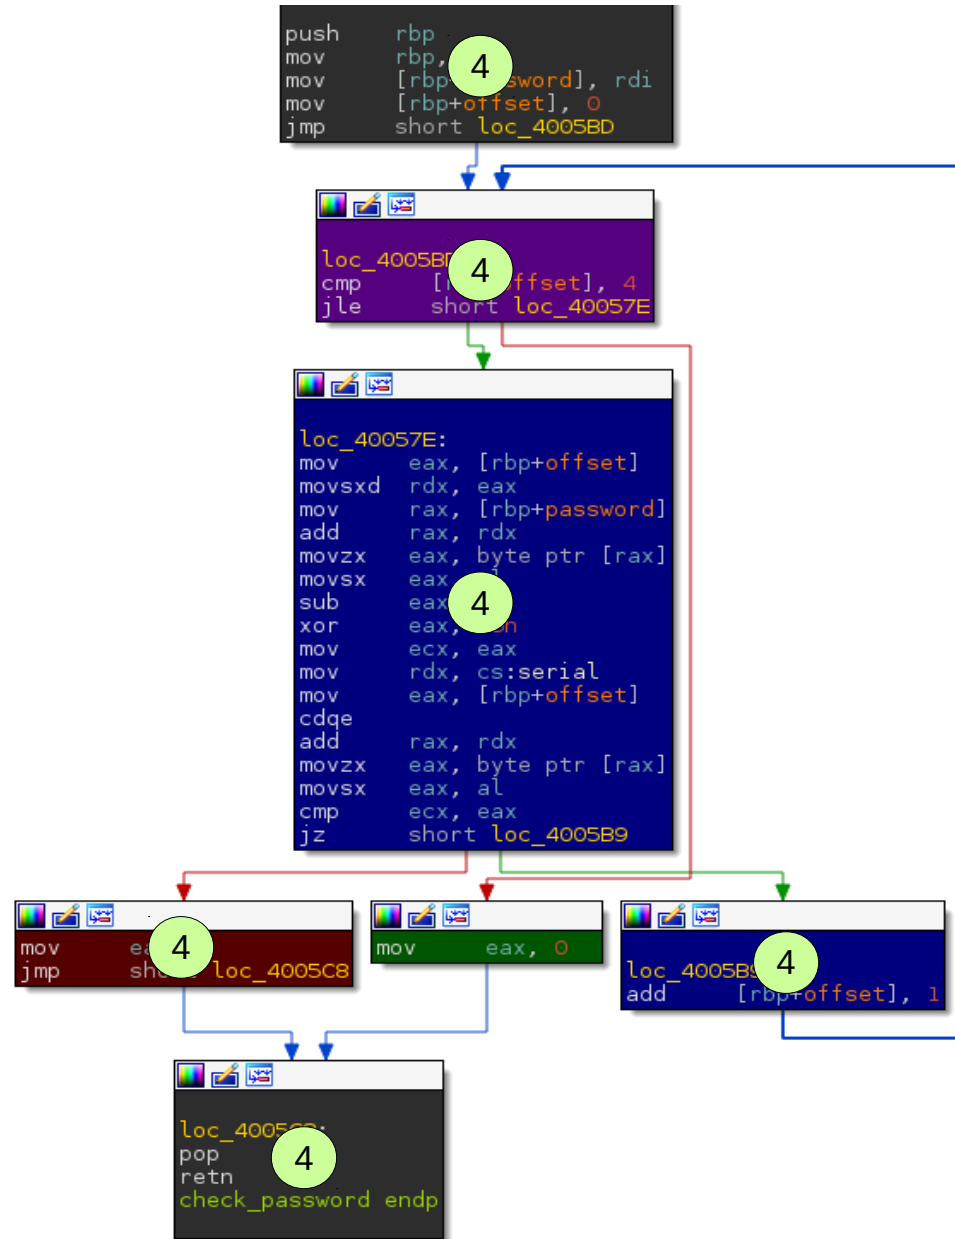 push rbp
mov rbp,
4
mov [rbp sword], rdi
mov [rbp+offset], 0
jmp short loc_4005BD
loc_4005B
4
cmp [ ffset], 4
jle short loc_40057E
loc_40057E:
mov eax, [rbp+offset]
movsxd rdx, eax
mov rax, [rbp+password]
add rax, rdx
movzx eax, byte ptr [rax]
movsx eax
4
sub eax
xor eax,
mov ecx, eax
mov rdx, cs:serial
mov eax, [rbp+offset]
cdqe
add rax, rdx
movzx eax, byte ptr [rax]
movsx eax, al
cmp ecx, eax
jz short loc_4005B9
mov
4
jmp loc_4005C8
mov eax, 0
4
loc_4005B9
add [rbp+offset], 1
loc_4005
4
pop
retn
check_password endp